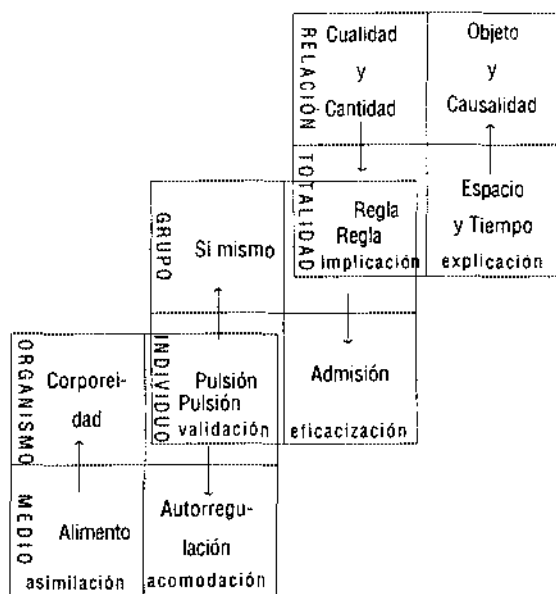 RELACIÓN
Cualidad
y
Cantidad
Objeto
y
Causalidad
TOTALIDAD
Regla
Regla
implicación
Espacio
y Tiempo
explicación
GRUPO
Si mismo
INDIVIDUO
Pulsión
Pulsión
validación
Admisión
eficacización
ORGANISMO
Corporei-
dad
MEDIO
Alimento
asimilación
Autorregu-
lación
acomodación